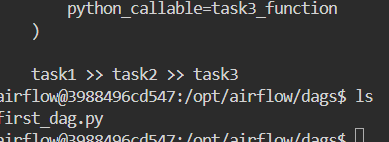 python_callable=task3_function
)
task1 >> task2 >> task3
airflow@3988496cd547:/opt/airflow/dags$ ls
first_dag.py
airflow@3988496cd547:/opt/airflow/dags$